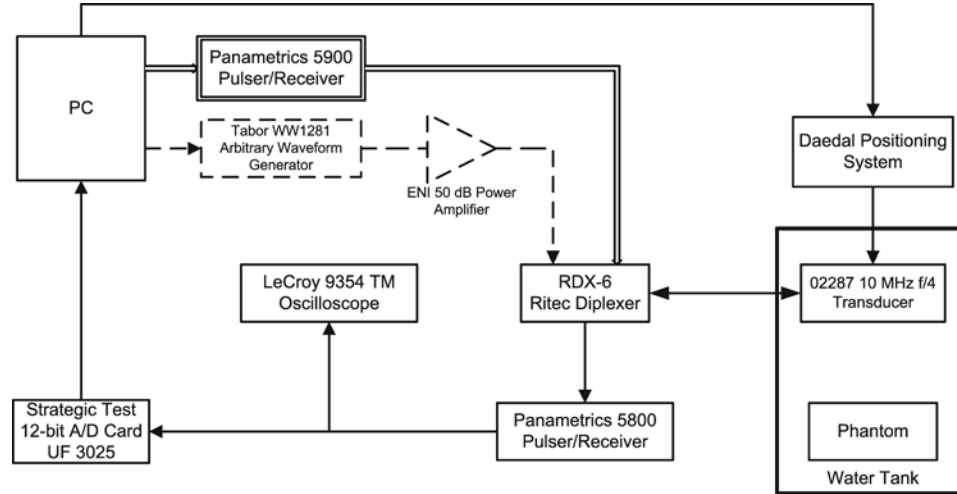 Panametrics 5900
Pulser/Receiver
PC
Tabor WW1281
Arbitrary Waveform
Generator
Daedal Positioning
System
ENI 50 dB Power
Amplifier
LeCroy 9354 TM
Oscilloscope
RDX-6
Ritec Diplexer
02287 10 MHz f/4
Transducer
Strategic Test
12-bit A/D Card
UF 3025
Panametrics 5800
Pulser/Receiver
Phantom
Water Tank